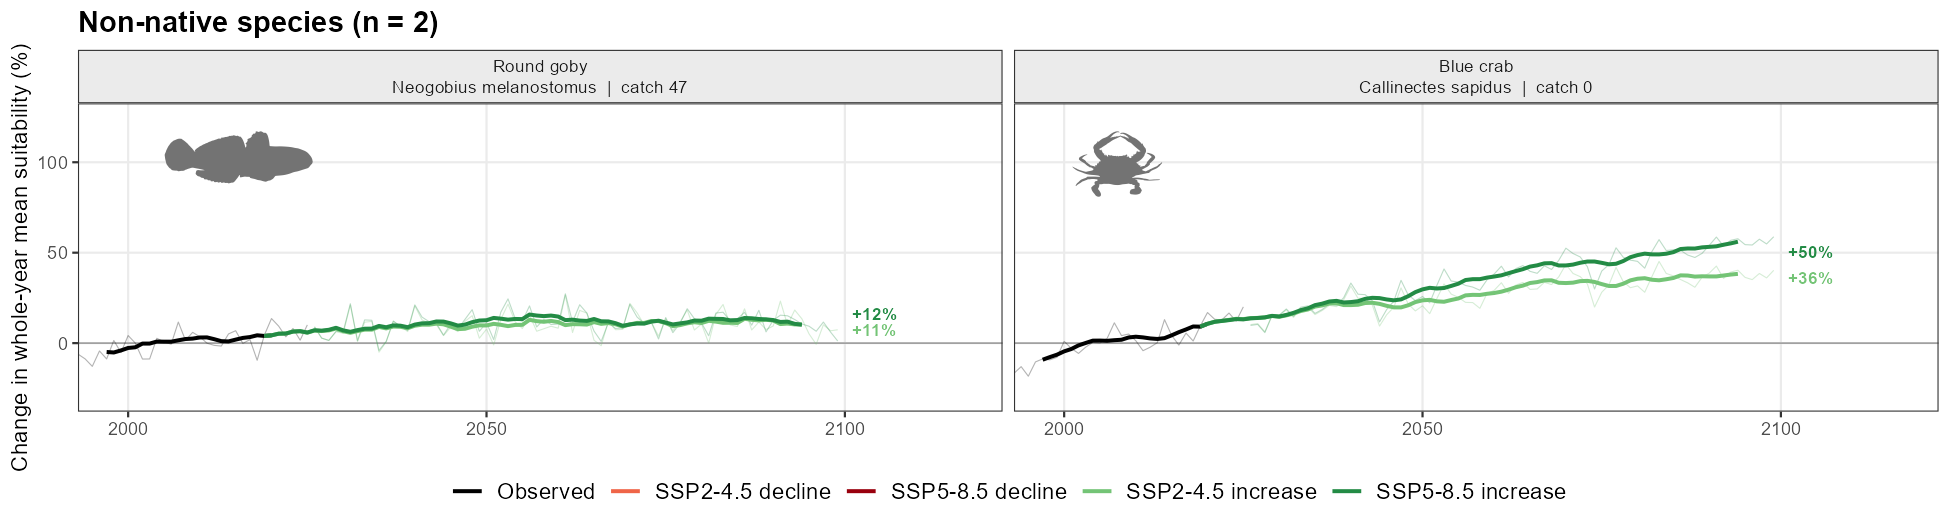 Non-native species (n = 2)
Change in whole-year mean suitability (%)
Round goby
Neogobius melanostomus | catch 47
Blue crab
Callinectes sapidus | catch 0
100
50
0
+12%
+11%
+50%
+36%
2000
2050
2100
2000
2050
2100
Observed
SSP2-4.5 decline
SSP5-8.5 decline
SSP2-4.5 increase
SSP5-8.5 increase